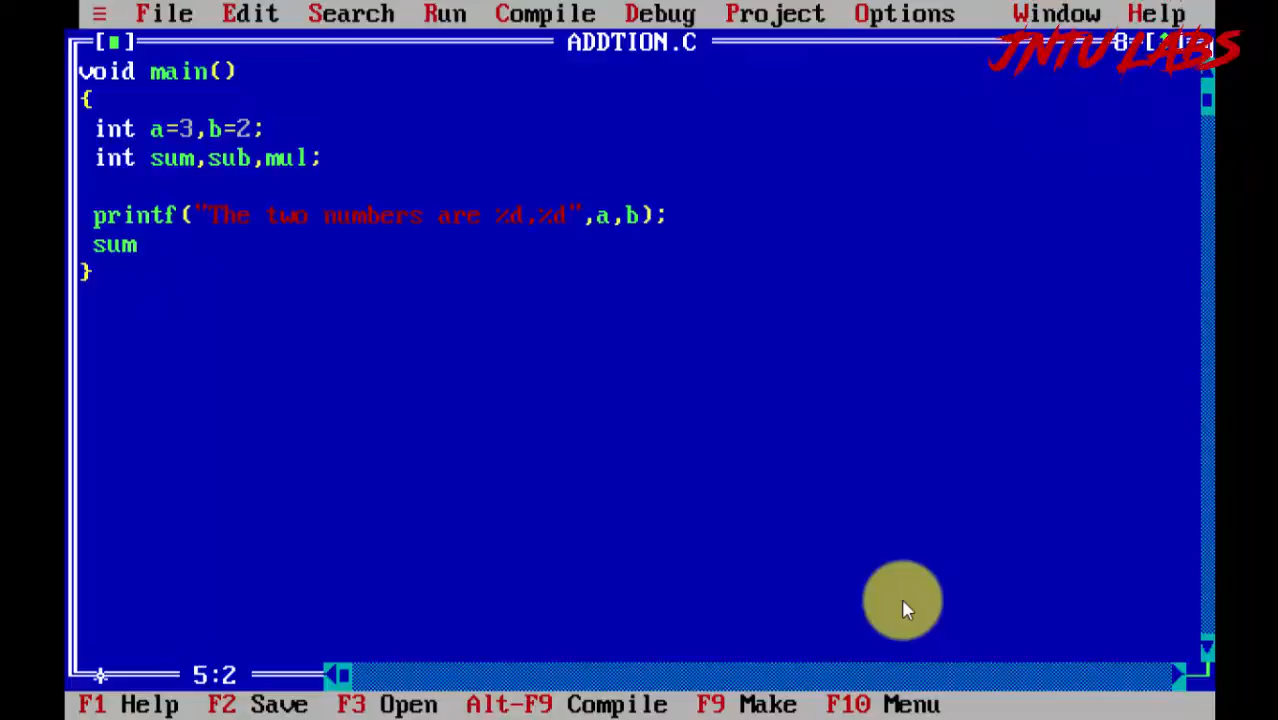 ≡ File Edit Search Run Compile Debug Project Options Window Help
[■] ADDTION.C 8
JNTU LABS
void main()
{
int a=3,b=2;
int sum,sub,mul;
printf("The two numbers are %d,%d",a,b);
sum
}
5:2
F1 Help F2 Save F3 Open Alt-F9 Compile F9 Make F10 Menu